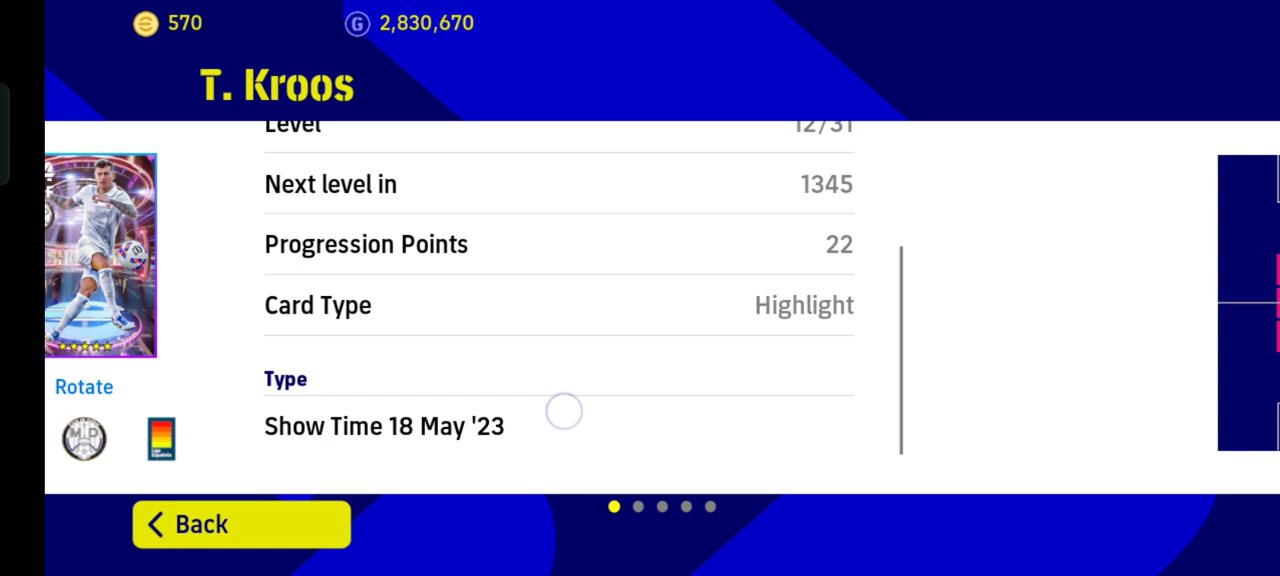 570
2,830,670
T. Kroos
Level 12/31
Next level in 1345
Progression Points 22
Card Type Highlight
Rotate
Type
Show Time 18 May '23
Back